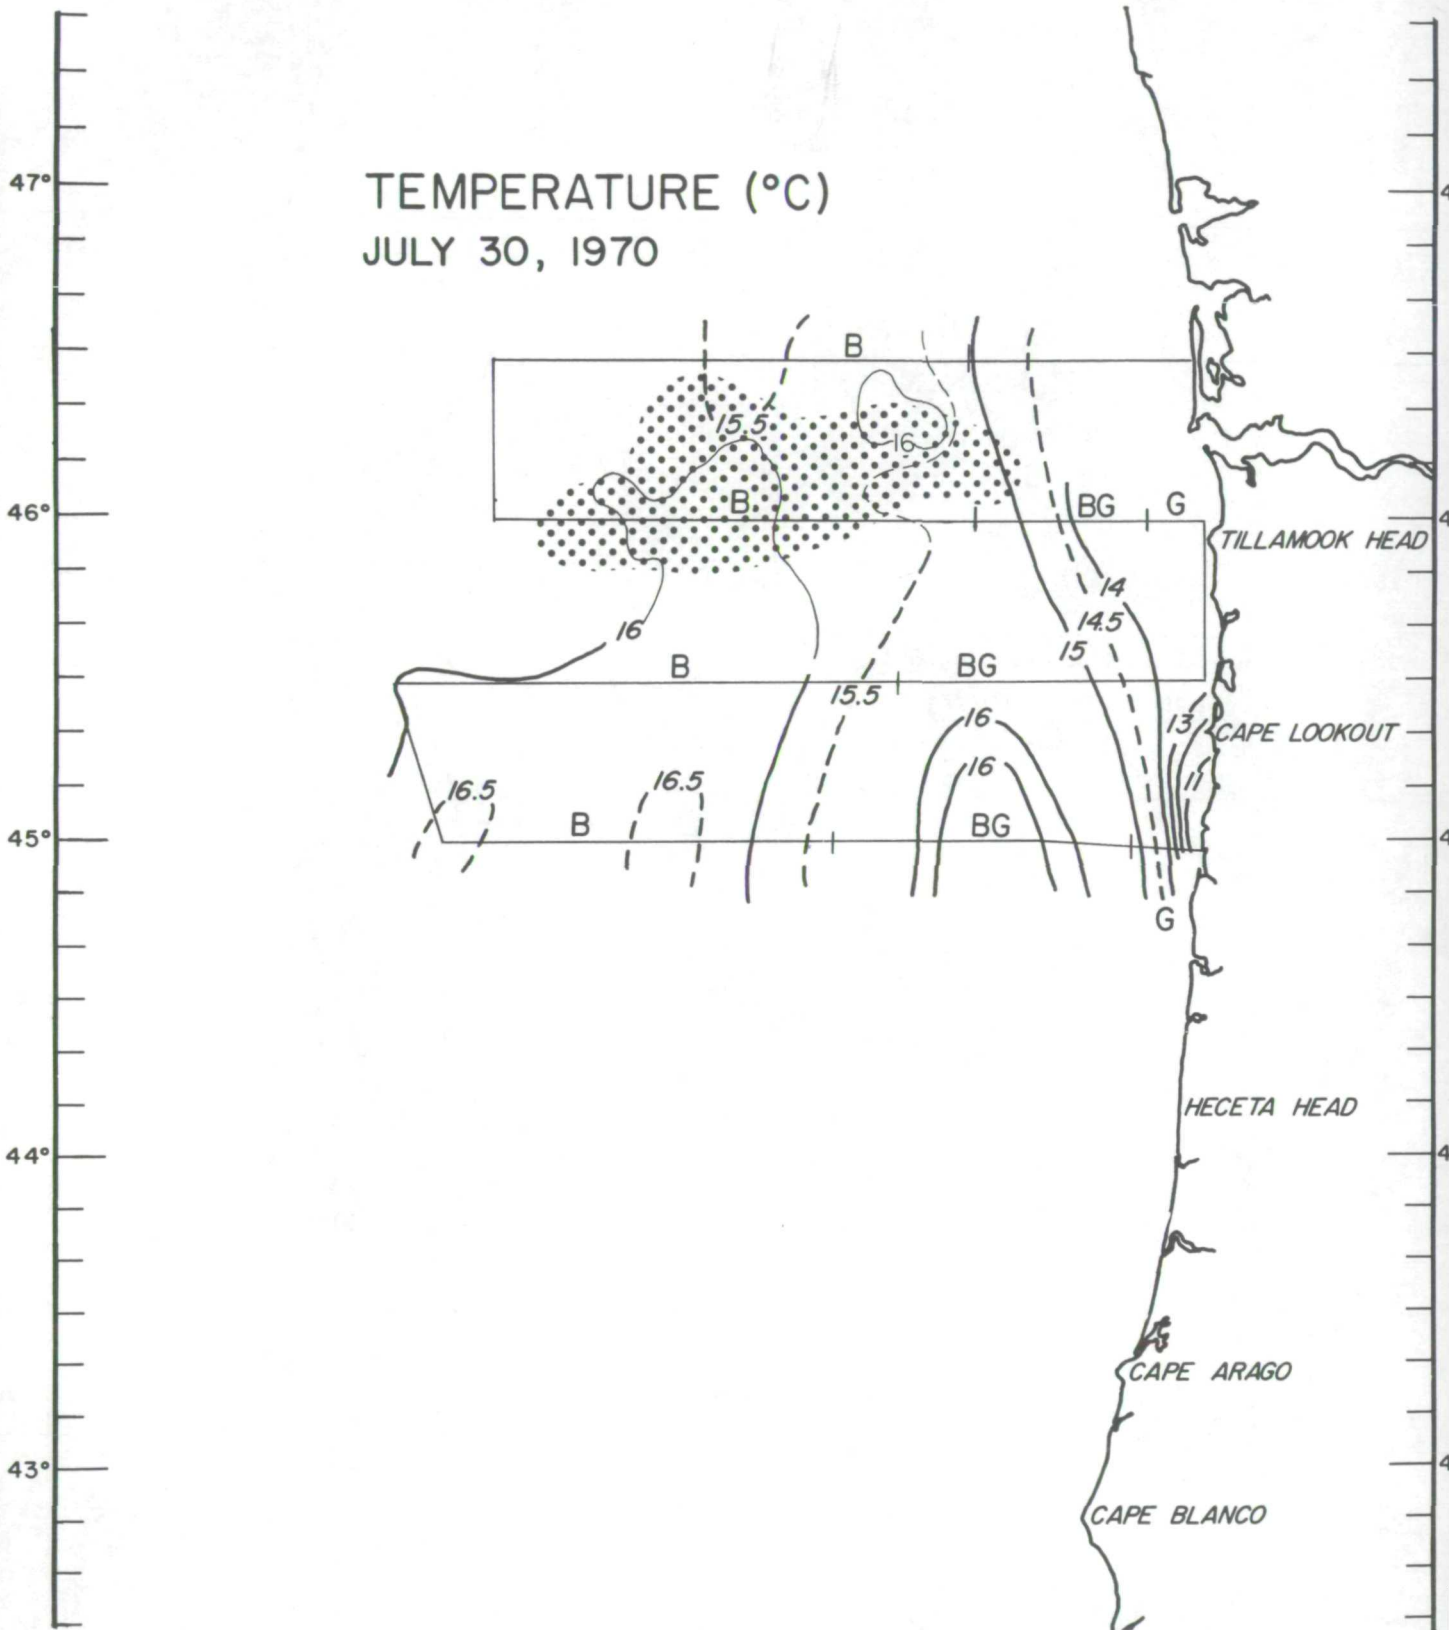 47°
TEMPERATURE (°C)
JULY 30, 1970
B
15.5
16
46°
B
BG
G
TILLAMOOK HEAD
14
14.5
16
15
B
BG
15.5
16
13
CAPE LOOKOUT
16
16.5
16.5
11
45°
B
BG
G
44°
HECETA HEAD
43°
CAPE ARAGO
CAPE BLANCO